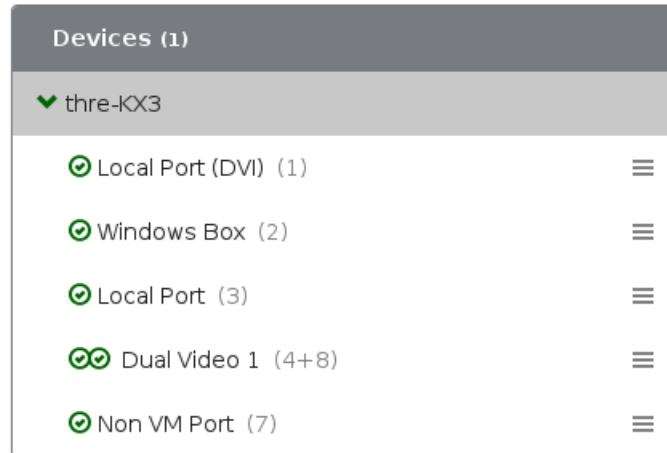 Devices (1)
thre-KX3
Local Port (DVI) (1)
Windows Box (2)
Local Port (3)
Dual Video 1 (4+8)
Non VM Port (7)